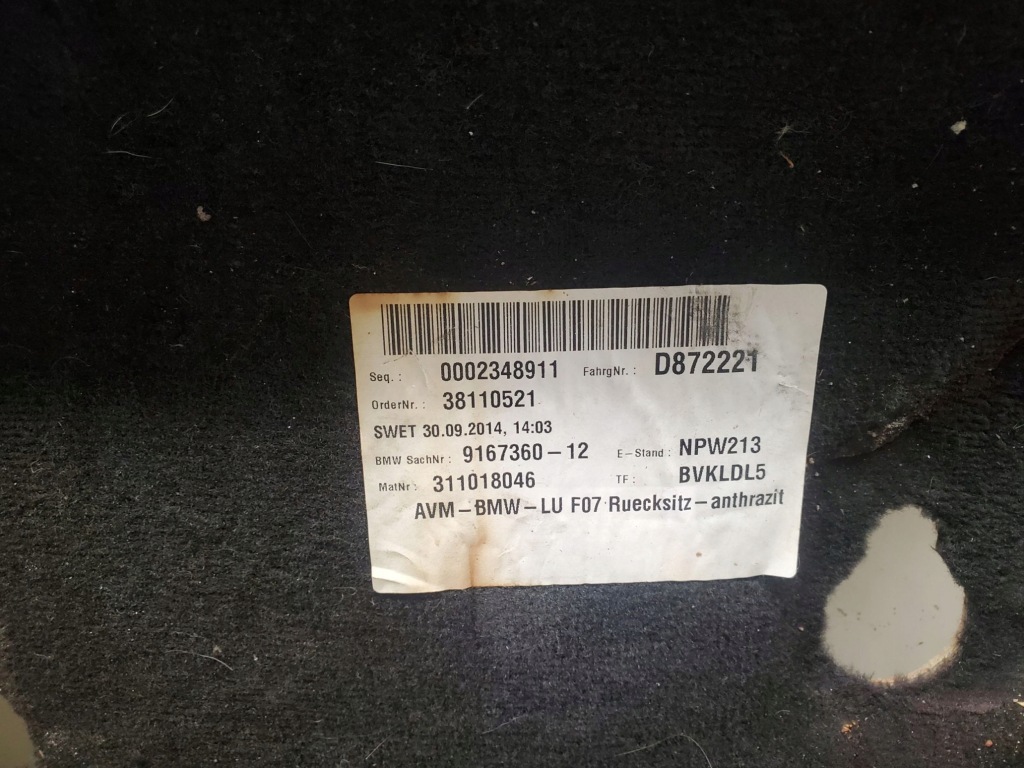 Seq. : 0002348911 FahrgNr. : D872221
OrderNr. : 38110521
SWET 30.09.2014, 14:03
BMW SachNr : 9167360-12 E-Stand : NPW213
MatNr : 311018046 TF : BVKLDL5
AVM-BMW-LU F07 Ruecksitz-anthrazit